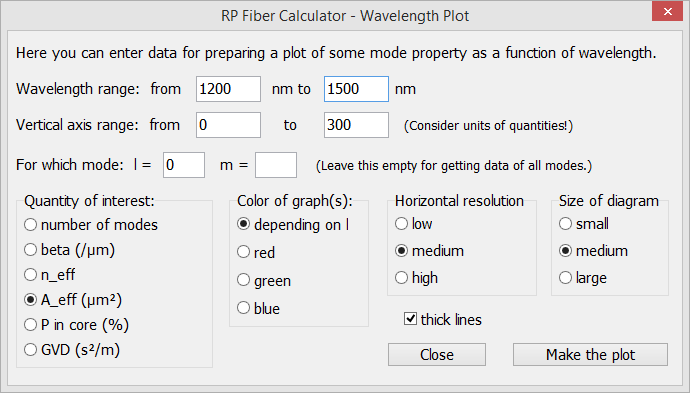 RP Fiber Calculator - Wavelength Plot
Here you can enter data for preparing a plot of some mode property as a function of wavelength.
Wavelength range: from 1200 nm to 1500 nm
Vertical axis range: from 0 to 300 (Consider units of quantities!)
For which mode: l = 0 m = (Leave this empty for getting data of all modes.)
Quantity of interest:
number of modes
beta (/µm)
n_eff
A_eff (µm²)
P in core (%)
GVD (s²/m)
Color of graph(s):
depending on l
red
green
blue
Horizontal resolution
low
medium
high
Size of diagram
small
medium
large
thick lines
Close
Make the plot